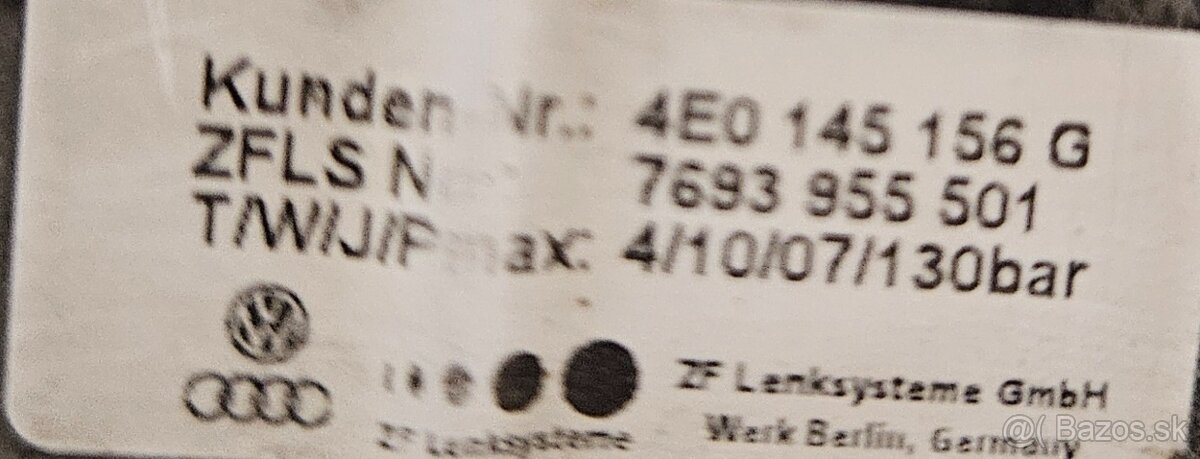 Kunden Nr.: 4E0 145 156 G
ZFLS 7693 955 501
T/W/J/Pmax: 4/10/07/130bar
ZF Lenksysteme GmbH
ZF Lenksysteme
Werk Berlin, Germany
Bazos.sk